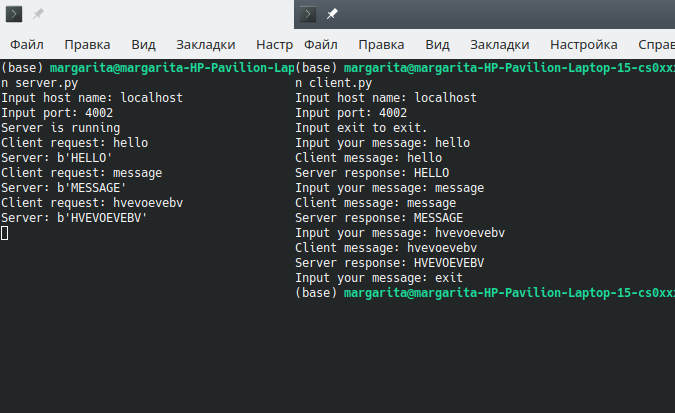 Файл Правка Вид Закладки Настр
(base) margarita@margarita-HP-Pavilion-Lap
n server.py
Input host name: localhost
Input port: 4002
Server is running
Client request: hello
Server: b'HELLO'
Client request: message
Server: b'MESSAGE'
Client request: hvevoevebv
Server: b'HVEVOEVEBV'
Файл Правка Вид Закладки Настройка Справ
(base) margarita@margarita-HP-Pavilion-Laptop-15-cs0xx
n client.py
Input host name: localhost
Input port: 4002
Input exit to exit.
Input your message: hello
Client message: hello
Server response: HELLO
Input your message: message
Client message: message
Server response: MESSAGE
Input your message: hvevoevebv
Client message: hvevoevebv
Server response: HVEVOEVEBV
Input your message: exit
(base) margarita@margarita-HP-Pavilion-Laptop-15-cs0xx